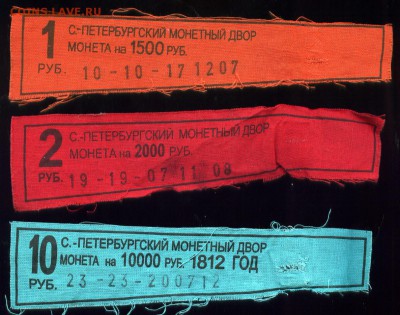 COINS-LAVE.RU
1 С.-ПЕТЕРБУРГСКИЙ МОНЕТНЫЙ ДВОР
МОНЕТА на 1500 РУБ.
РУБ. 10-10-17 1207
2 С.-ПЕТЕРБУРГСКИЙ МОНЕТНЫЙ ДВОР
МОНЕТА на 2000 РУБ.
РУБ. 19-19-07 11 08
10 С.-ПЕТЕРБУРГСКИЙ МОНЕТНЫЙ ДВОР
МОНЕТА на 10000 РУБ. 1812 ГОД
РУБ. 23-23-200712